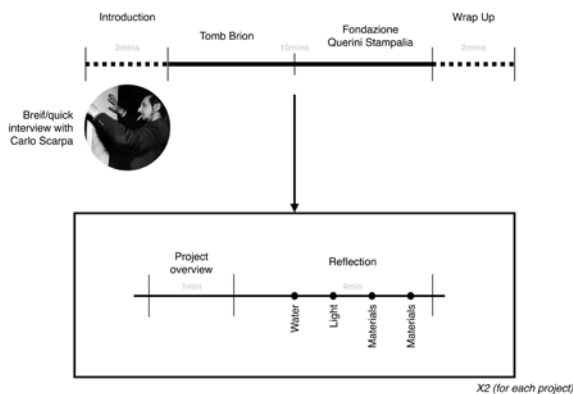 Introduction
3mins
Tomb Brion
10mins
Fondazione
Querini Stampalia
Wrap Up
2mins
Breif/quick
interview with
Carlo Scarpa
Project
overview
1min
Reflection
4min
Water
Light
Materials
Materials
X2 (for each project)